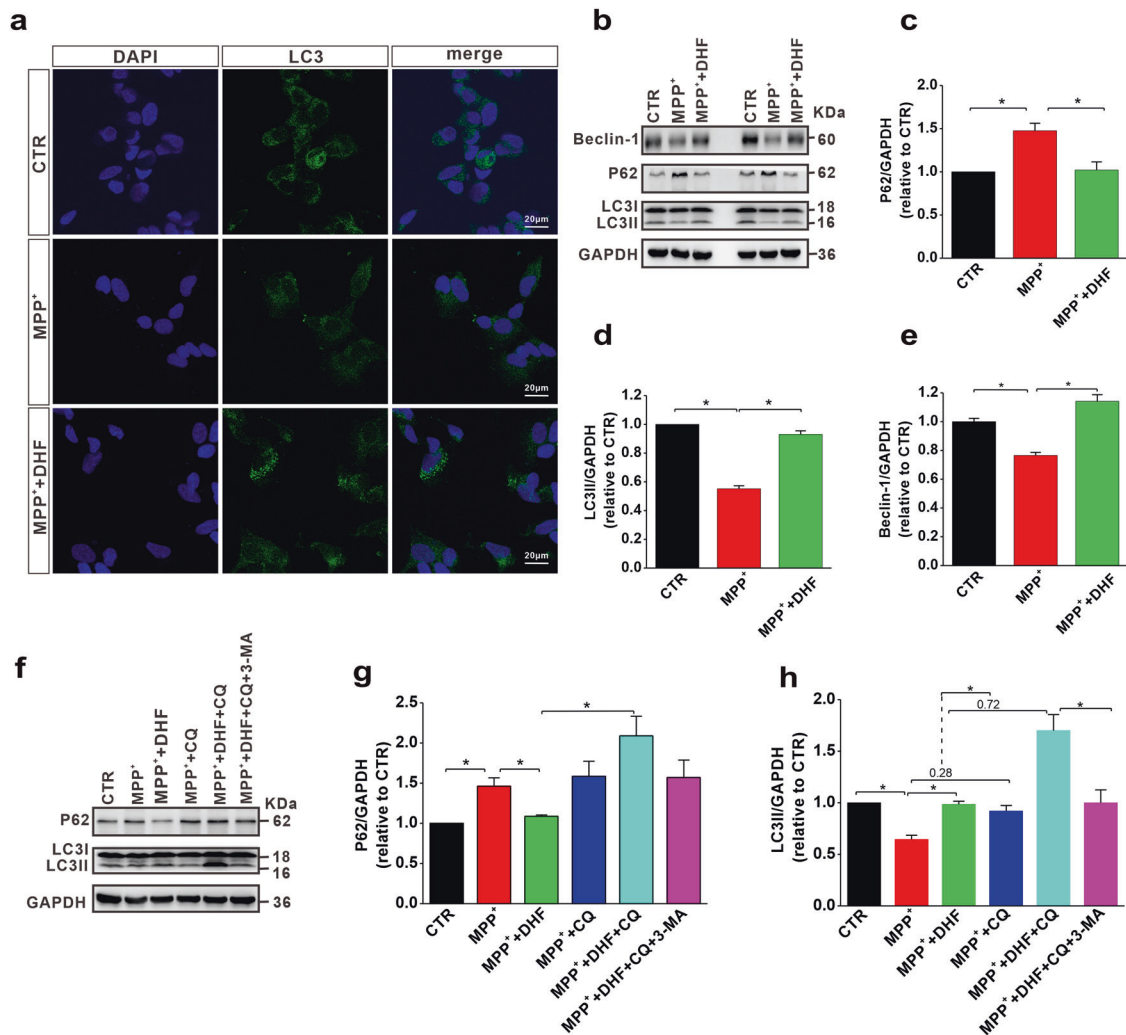 a
DAPI
LC3
merge
CTR
20μm
MPP+
20μm
MPP++DHF
20μm
b
CTR
MPP+
MPP++DHF
CTR
MPP+
MPP++DHF
KDa
Beclin-1
60
P62
62
LC3I
18
LC3II
16
GAPDH
36
c
P62/GAPDH
(relative to CTR)
2.0
1.5
1.0
0.5
0.0
*
*
CTR
MPP+
MPP++DHF
d
LC3II/GAPDH
(relative to CTR)
1.2
1.0
0.8
0.6
0.4
0.2
0.0
*
*
CTR
MPP+
MPP++DHF
e
Beclin-1/GAPDH
(relative to CTR)
1.2
1.0
0.8
0.6
0.4
0.2
0.0
*
*
CTR
MPP+
MPP++DHF
f
CTR
MPP+
MPP++DHF
MPP++CQ
MPP++DHF+CQ
MPP++DHF+CQ+3-MA
KDa
P62
62
LC3I
18
LC3II
16
GAPDH
36
g
P62/GAPDH
(relative to CTR)
2.5
2.0
1.5
1.0
0.5
0.0
*
*
*
CTR
MPP+
MPP++DHF
MPP++CQ
MPP++DHF+CQ
MPP++DHF+CQ+3-MA
h
LC3II/GAPDH
(relative to CTR)
2.0
1.5
1.0
0.5
0.0
*
0.72
*
0.28
*
*
CTR
MPP+
MPP++DHF
MPP++CQ
MPP++DHF+CQ
MPP++DHF+CQ+3-MA